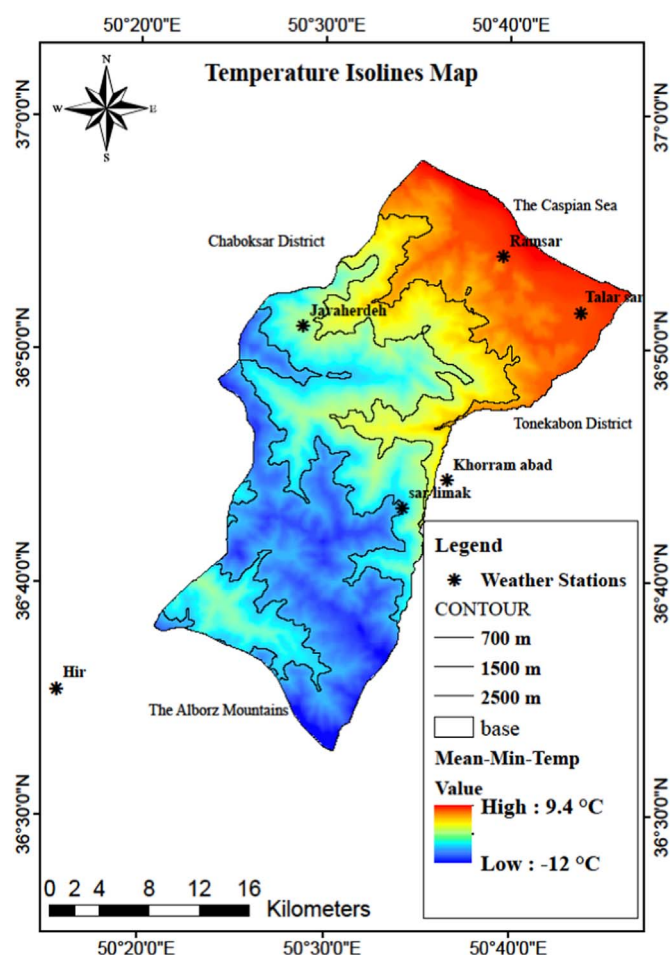 50°20'0"E 50°30'0"E 50°40'0"E
Temperature Isolines Map
N
W E
S
37°0'0"N 37°0'0"N
The Caspian Sea
Chaboksar District
Ramsar
Talar sar
Javaherdeh
36°50'0"N 36°50'0"N
Tonekabon District
Khorram abad
sar limak
36°40'0"N 36°40'0"N
Hir
The Alborz Mountains
Legend
Weather Stations
CONTOUR
700 m
1500 m
2500 m
base
Mean-Min-Temp
Value
High : 9.4 °C
Low : -12 °C
36°30'0"N 36°30'0"N
0 2 4 8 12 16
Kilometers
50°20'0"E 50°30'0"E 50°40'0"E